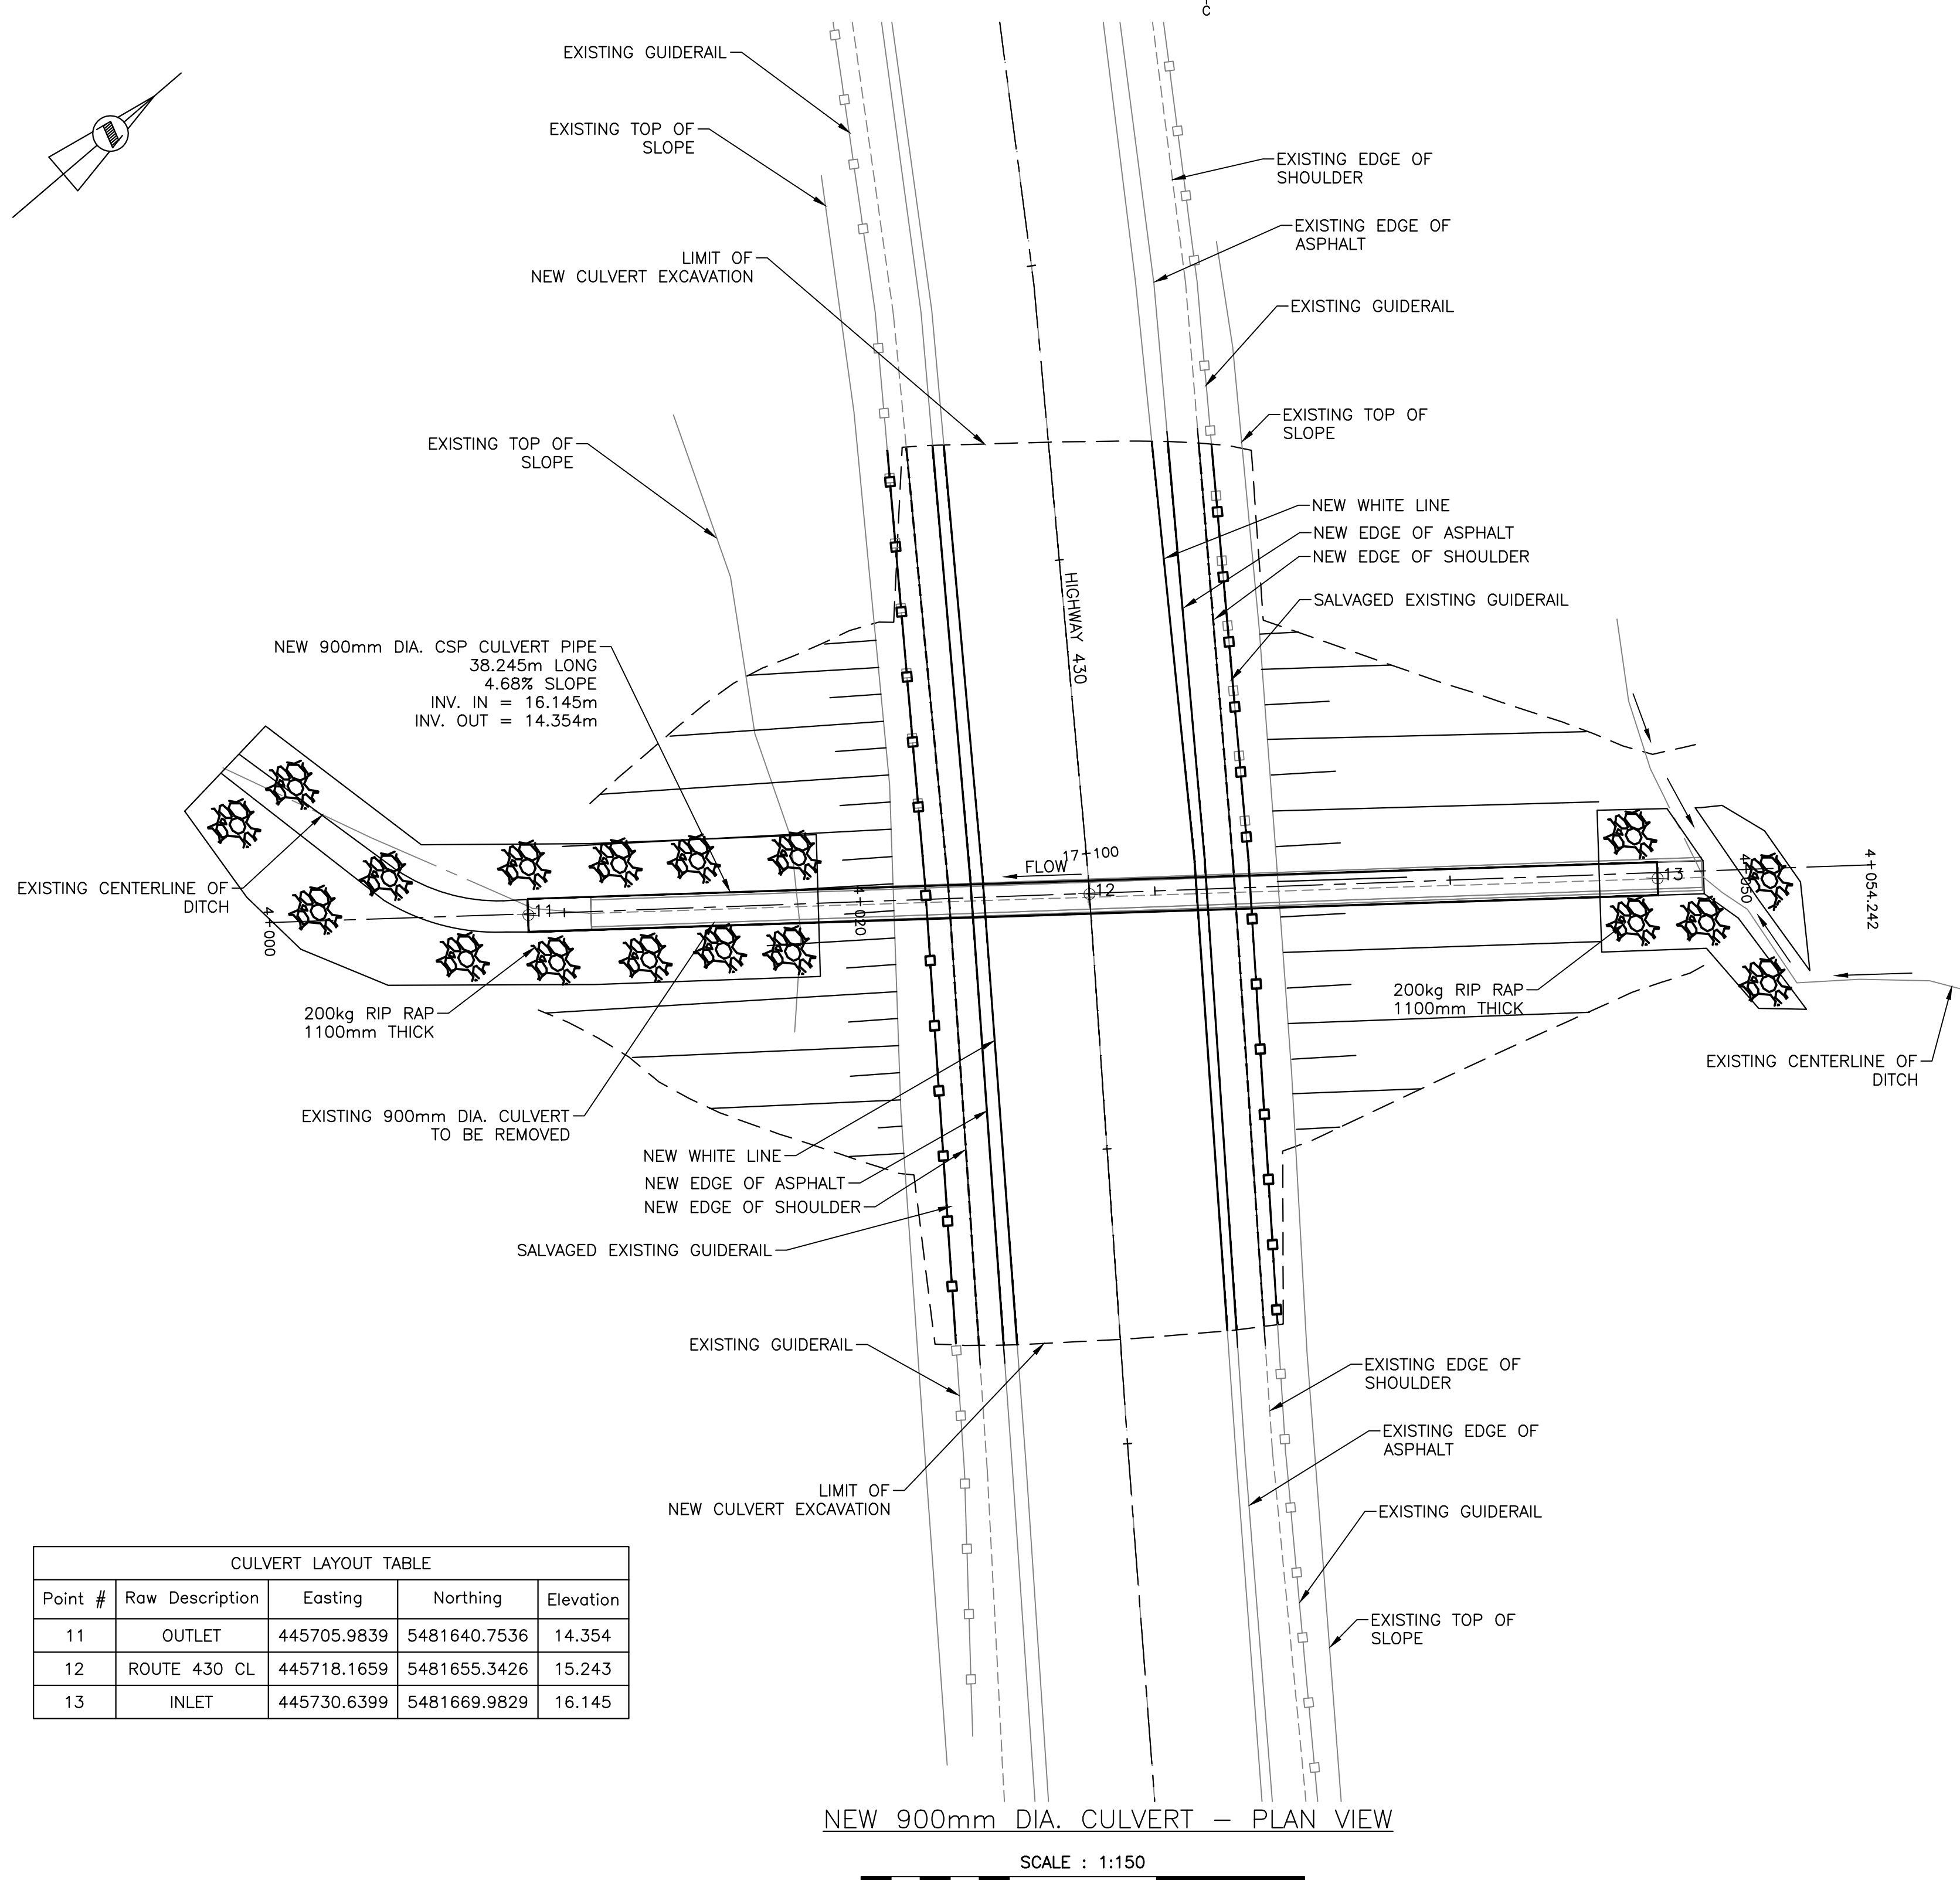 C
EXISTING GUIDERAIL
EXISTING TOP OF
SLOPE
EXISTING EDGE OF
SHOULDER
EXISTING EDGE OF
ASPHALT
LIMIT OF
NEW CULVERT EXCAVATION
EXISTING GUIDERAIL
EXISTING TOP OF
SLOPE
EXISTING TOP OF
SLOPE
NEW WHITE LINE
NEW EDGE OF ASPHALT
NEW EDGE OF SHOULDER
SALVAGED EXISTING GUIDERAIL
HIGHWAY 430
NEW 900mm DIA. CSP CULVERT PIPE
38.245m LONG
4.68% SLOPE
INV. IN = 16.145m
INV. OUT = 14.354m
17+100
FLOW
11
12
13
4+000
4+020
4+050
4+054.242
EXISTING CENTERLINE OF
DITCH
200kg RIP RAP
1100mm THICK
200kg RIP RAP
1100mm THICK
EXISTING CENTERLINE OF
DITCH
EXISTING 900mm DIA. CULVERT
TO BE REMOVED
NEW WHITE LINE
NEW EDGE OF ASPHALT
NEW EDGE OF SHOULDER
SALVAGED EXISTING GUIDERAIL
EXISTING GUIDERAIL
EXISTING EDGE OF
SHOULDER
EXISTING EDGE OF
ASPHALT
LIMIT OF
NEW CULVERT EXCAVATION
EXISTING GUIDERAIL
EXISTING TOP OF
SLOPE
CULVERT LAYOUT TABLE
Point # Raw Description Easting Northing Elevation
11 OUTLET 445705.9839 5481640.7536 14.354
12 ROUTE 430 CL 445718.1659 5481655.3426 15.243
13 INLET 445730.6399 5481669.9829 16.145
NEW 900mm DIA. CULVERT – PLAN VIEW
SCALE : 1:150